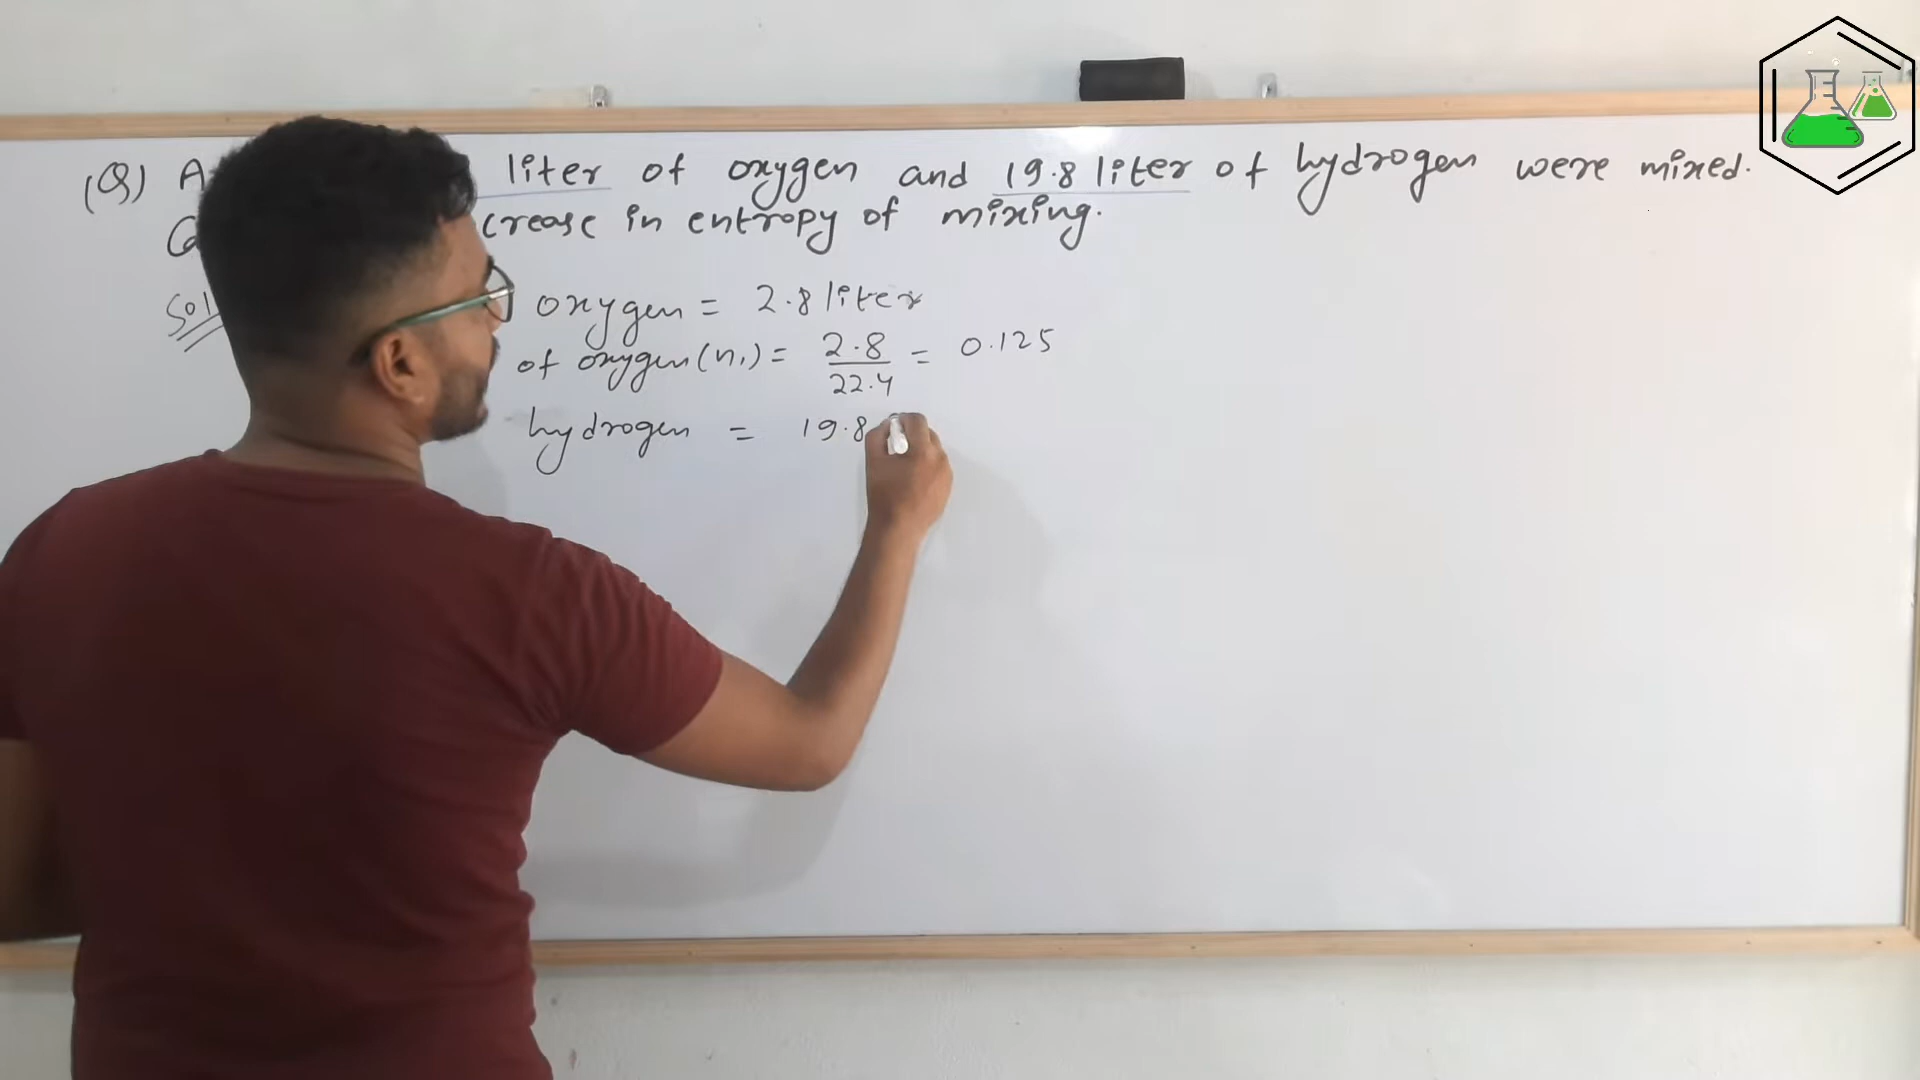 (Q) A liter of oxygen and 19.8 liter of hydrogen were mixed.
crease in entropy of mixing.
Sol
oxygen = 2.8 liter
of oxygen (n₁) = 2.8/22.4 = 0.125
hydrogen = 19.8